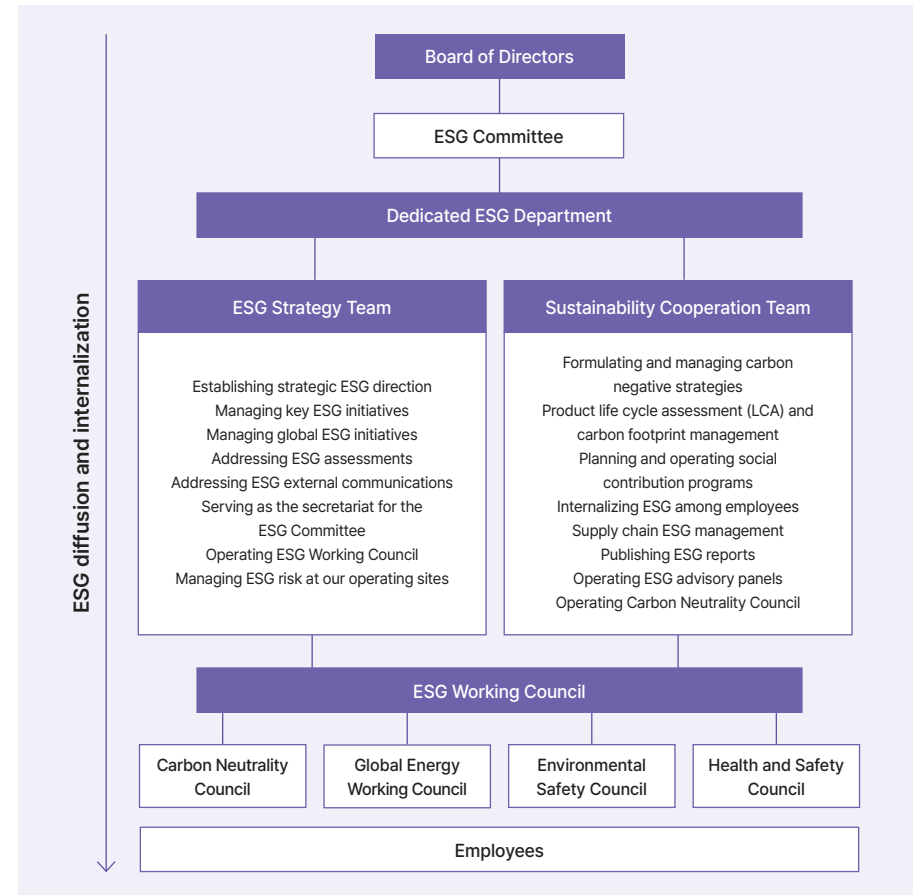 Board of Directors
ESG Committee
Dedicated ESG Department
ESG diffusion and internalization
ESG Strategy Team
Establishing strategic ESG direction
Managing key ESG initiatives
Managing global ESG initiatives
Addressing ESG assessments
Addressing ESG external communications
Serving as the secretariat for the
ESG Committee
Operating ESG Working Council
Managing ESG risk at our operating sites
Sustainability Cooperation Team
Formulating and managing carbon
negative strategies
Product life cycle assessment (LCA) and
carbon footprint management
Planning and operating social
contribution programs
Internalizing ESG among employees
Supply chain ESG management
Publishing ESG reports
Operating ESG advisory panels
Operating Carbon Neutrality Council
ESG Working Council
Carbon Neutrality
Council
Global Energy
Working Council
Environmental
Safety Council
Health and Safety
Council
Employees